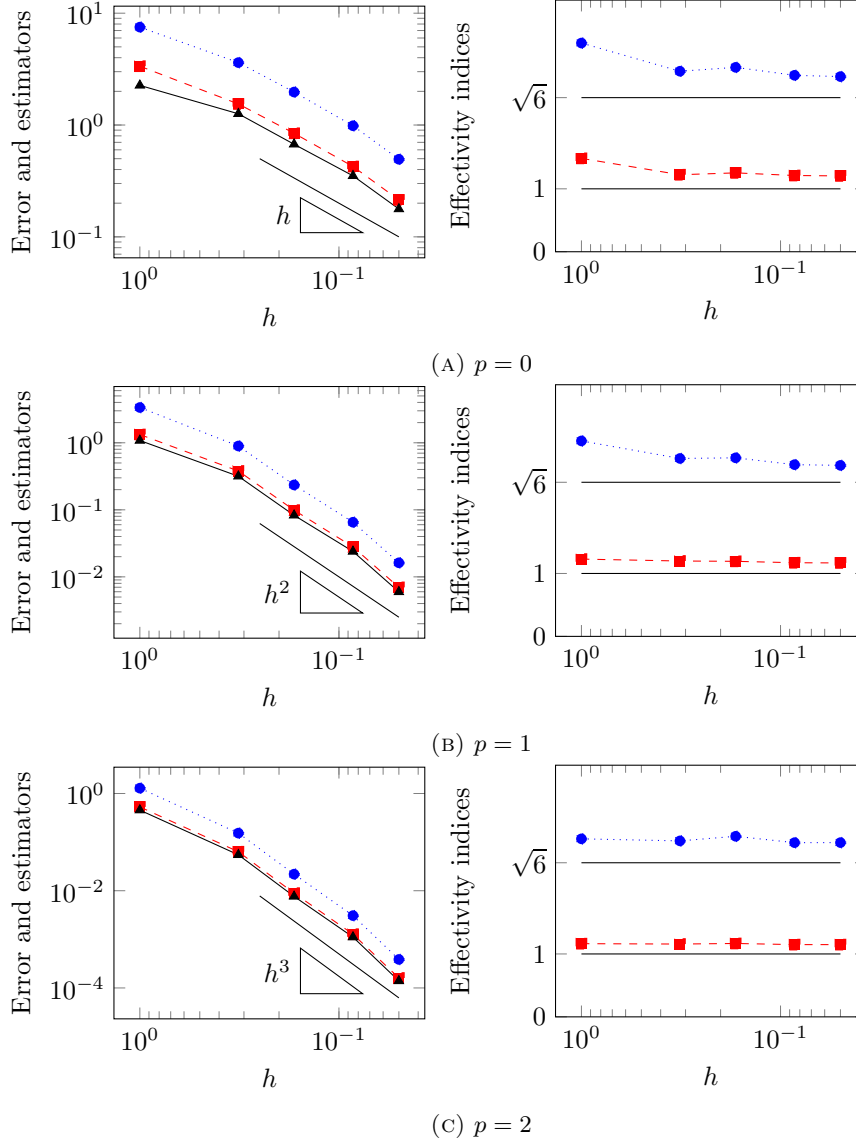 10^1
10^0
10^{-1}
Error and estimators
h
10^0
10^{-1}
h
√6
1
0
Effectivity indices
10^0
10^{-1}
h
(A) p = 0
10^0
10^{-1}
10^{-2}
Error and estimators
h^2
10^0
10^{-1}
h
√6
1
0
Effectivity indices
10^0
10^{-1}
h
(B) p = 1
10^0
10^{-2}
10^{-4}
Error and estimators
h^3
10^0
10^{-1}
h
√6
1
0
Effectivity indices
10^0
10^{-1}
h
(C) p = 2